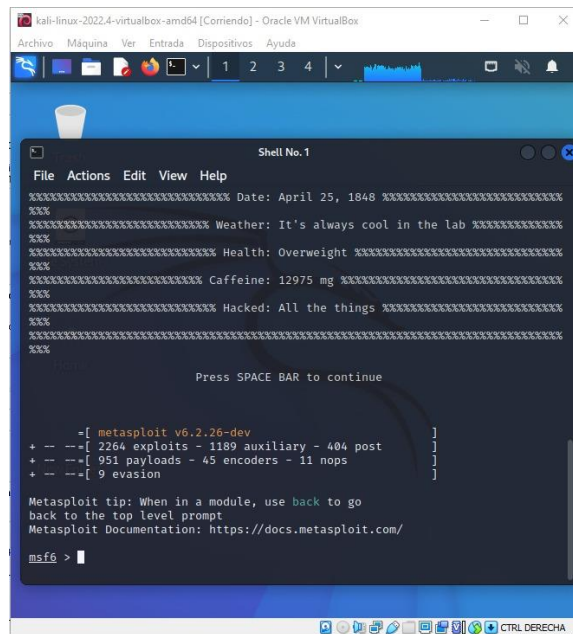 kali-linux-2022.4-virtualbox-amd64 [Corriendo] - Oracle VM VirtualBox
Archivo Máquina Ver Entrada Dispositivos Ayuda
1 2 3 4
Shell No. 1
File Actions Edit View Help
%%%%%%%%%%%%%%%%%%%%%%%%%%%%% Date: April 25, 1848 %%%%%%%%%%%%%%%%%%%%%%%%%%
%%%
%%%%%%%%%%%%%%%%%%%%%%%%%% Weather: It's always cool in the lab %%%%%%%%%%%%%
%%%
%%%%%%%%%%%%%%%%%%%%%%%%%%% Health: Overweight %%%%%%%%%%%%%%%%%%%%%%%%%%%%%%
%%%
%%%%%%%%%%%%%%%%%%%%%%%%% Caffeine: 12975 mg %%%%%%%%%%%%%%%%%%%%%%%%%%%%%%%%
%%%
%%%%%%%%%%%%%%%%%%%%%%%%%%% Hacked: All the things %%%%%%%%%%%%%%%%%%%%%%%%%%
%%%
%%%%%%%%%%%%%%%%%%%%%%%%%%%%%%%%%%%%%%%%%%%%%%%%%%%%%%%%%%%%%%%%%%%%%%%%%%%%%%%
%%%
Press SPACE BAR to continue
=[ metasploit v6.2.26-dev ]
+ -- --=[ 2264 exploits - 1189 auxiliary - 404 post ]
+ -- --=[ 951 payloads - 45 encoders - 11 nops ]
+ -- --=[ 9 evasion ]
Metasploit tip: When in a module, use back to go
back to the top level prompt
Metasploit Documentation: https://docs.metasploit.com/
msf6 >
CTRL DERECHA